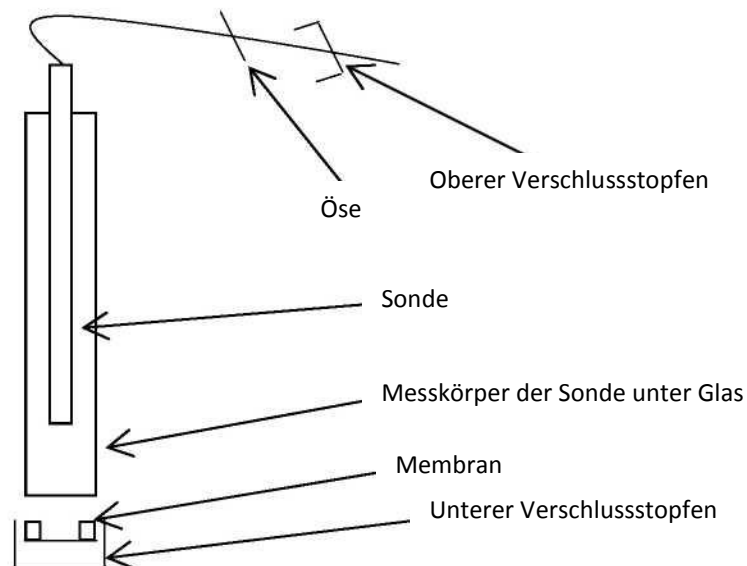 Oberer Verschlussstopfen
Öse
Sonde
Messkörper der Sonde unter Glas
Membran
Unterer Verschlussstopfen